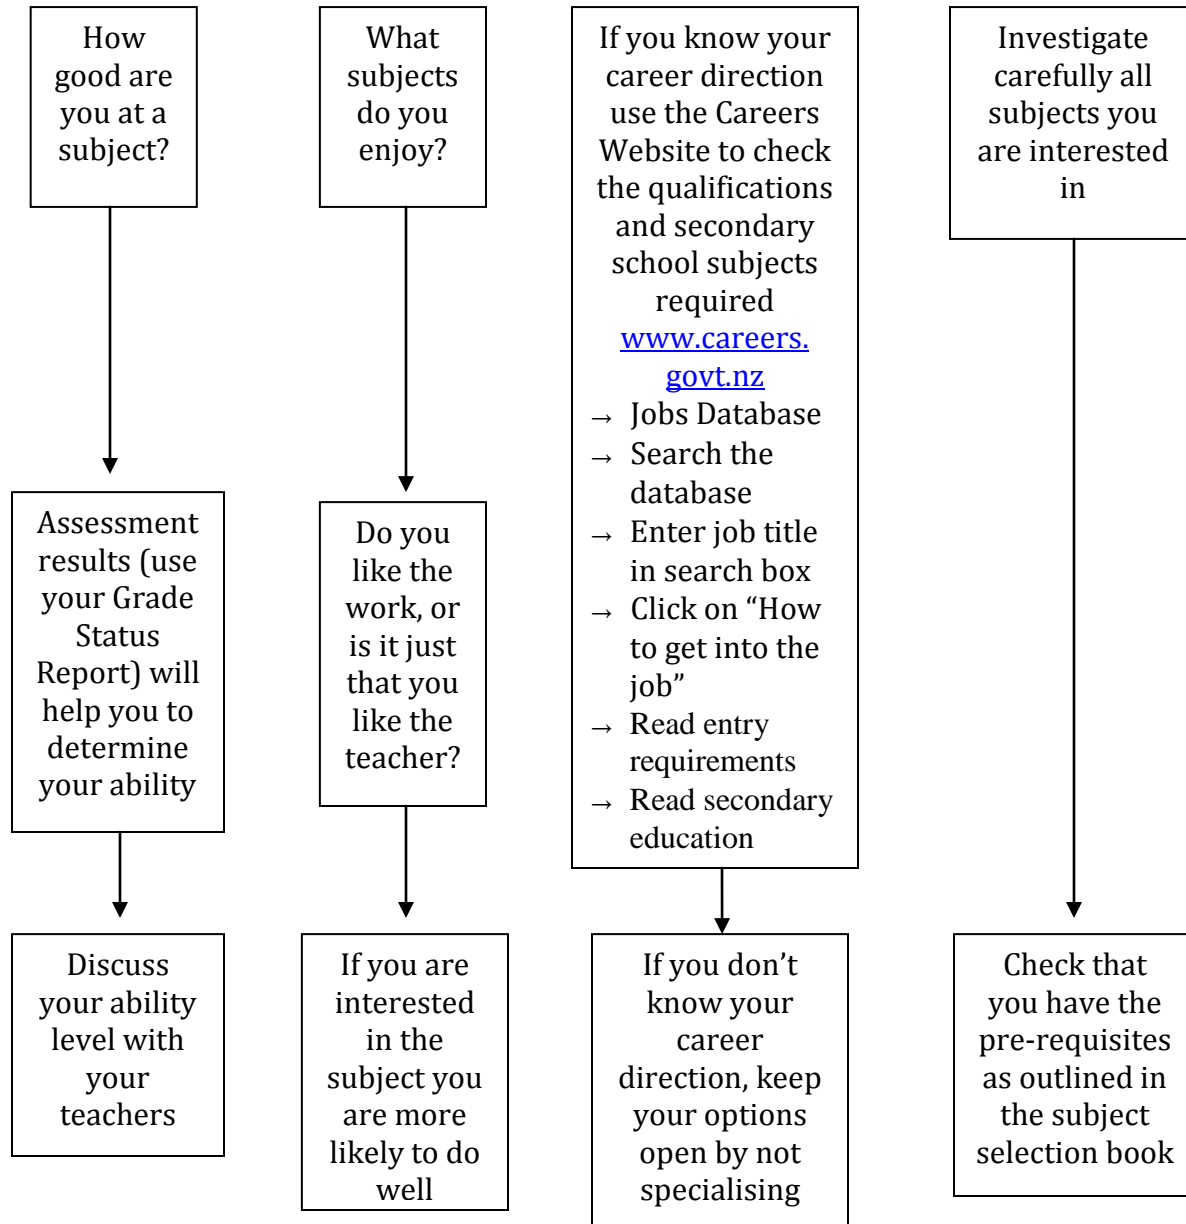 How
good are
you at a
subject?
Assessment
results (use
your Grade
Status
Report) will
help you to
determine
your ability
Discuss
your ability
level with
your
teachers
What
subjects
do you
enjoy?
Do you
like the
work, or
is it just
that you
like the
teacher?
If you are
interested
in the
subject you
are more
likely to do
well
If you know your
career direction
use the Careers
Website to check
the qualifications
and secondary
school subjects
required
www.careers.
govt.nz
→ Jobs Database
→ Search the
database
→ Enter job title
in search box
→ Click on “How
to get into the
job”
→ Read entry
requirements
→ Read secondary
education
If you don’t
know your
career
direction, keep
your options
open by not
specialising
Investigate
carefully all
subjects you
are interested
in
Check that
you have the
pre-requisites
as outlined in
the subject
selection book